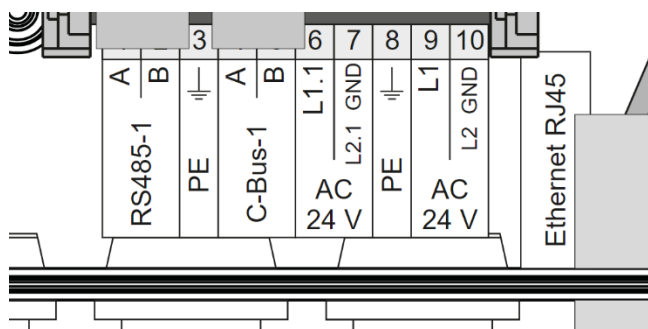 3 6 7 8 9 10
A B A B L1.1 L2.1 GND L1 L2 GND
RS485-1
PE
C-Bus-1
AC
24 V
PE
AC
24 V
Ethernet RJ45